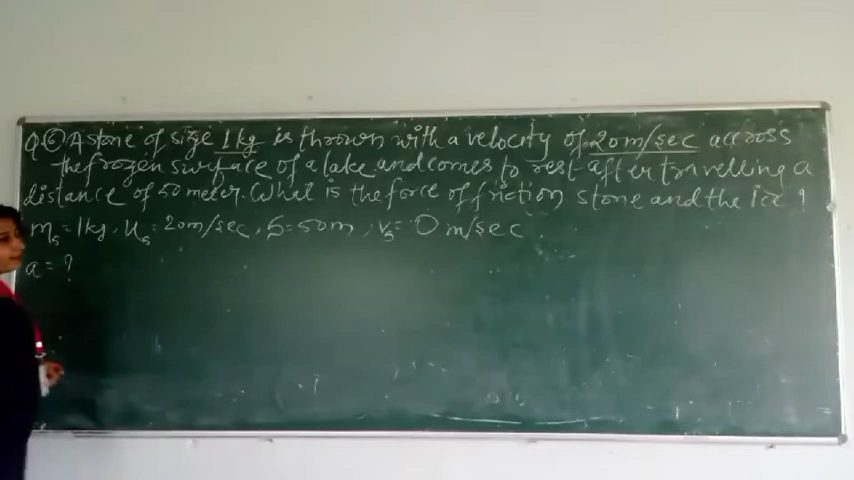 Q.6 A stone of size 1kg is thrown with a velocity of 20m/sec accross
the frozen surface of a lake and comes to rest after travelling a
distance of 50 meter. What is the force of friction stone and the ice ?
ms=1kg, us=20m/sec, S=50m, vs=0 m/sec
a=?